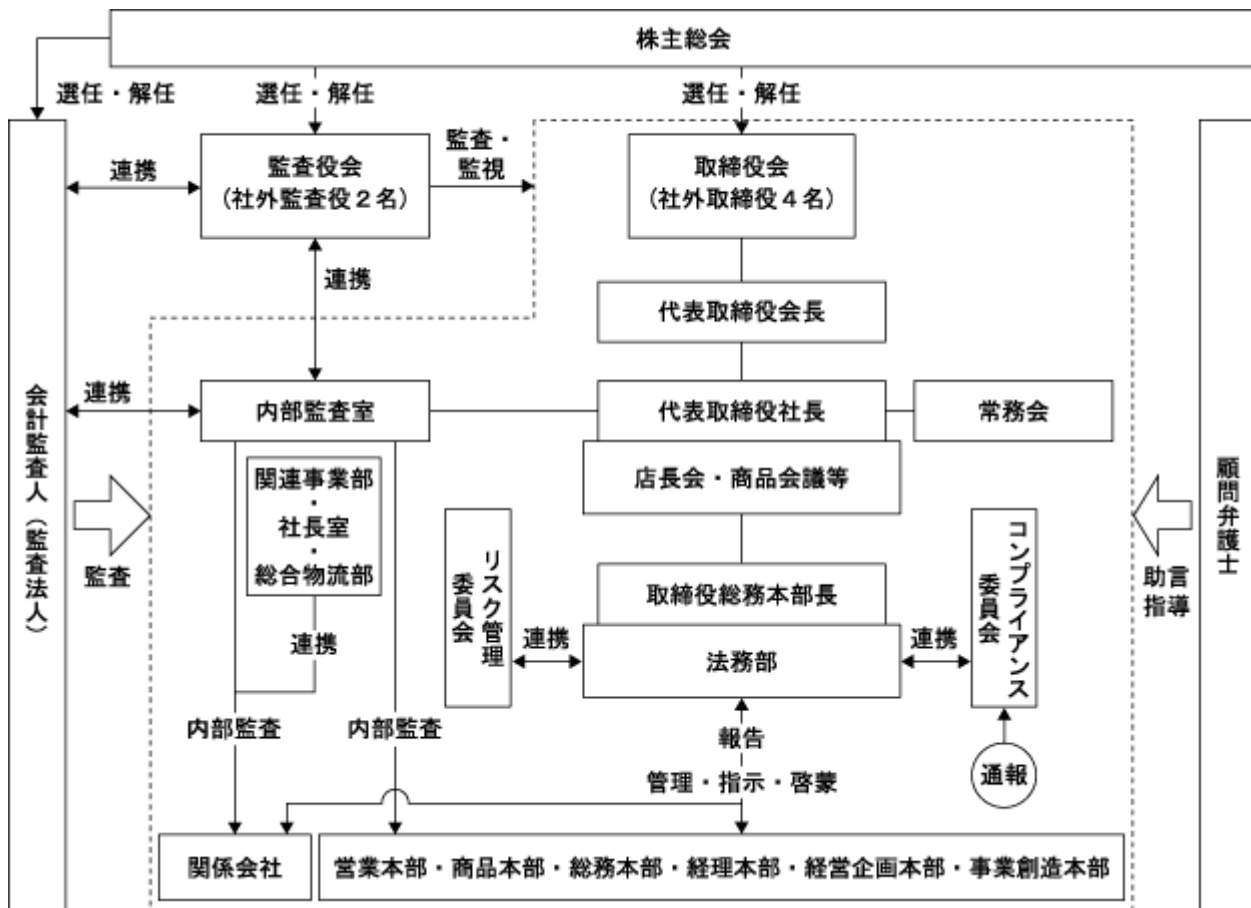 株主総会
選任・解任
選任・解任
選任・解任
監査役会
（社外監査役２名）
監査・
監視
取締役会
（社外取締役４名）
連携
連携
代表取締役会長
連携
内部監査室
代表取締役社長
常務会
店長会・商品会議等
会計監査人（監査法人）
監査
関連事業部
・
社長室
・
総合物流部
連携
リスク管理
委員会
連携
取締役総務本部長
法務部
連携
コンプライアンス
委員会
顧問弁護士
助言
指導
内部監査
内部監査
報告
管理・指示・啓蒙
通報
関係会社
営業本部・商品本部・総務本部・経理本部・経営企画本部・事業創造本部